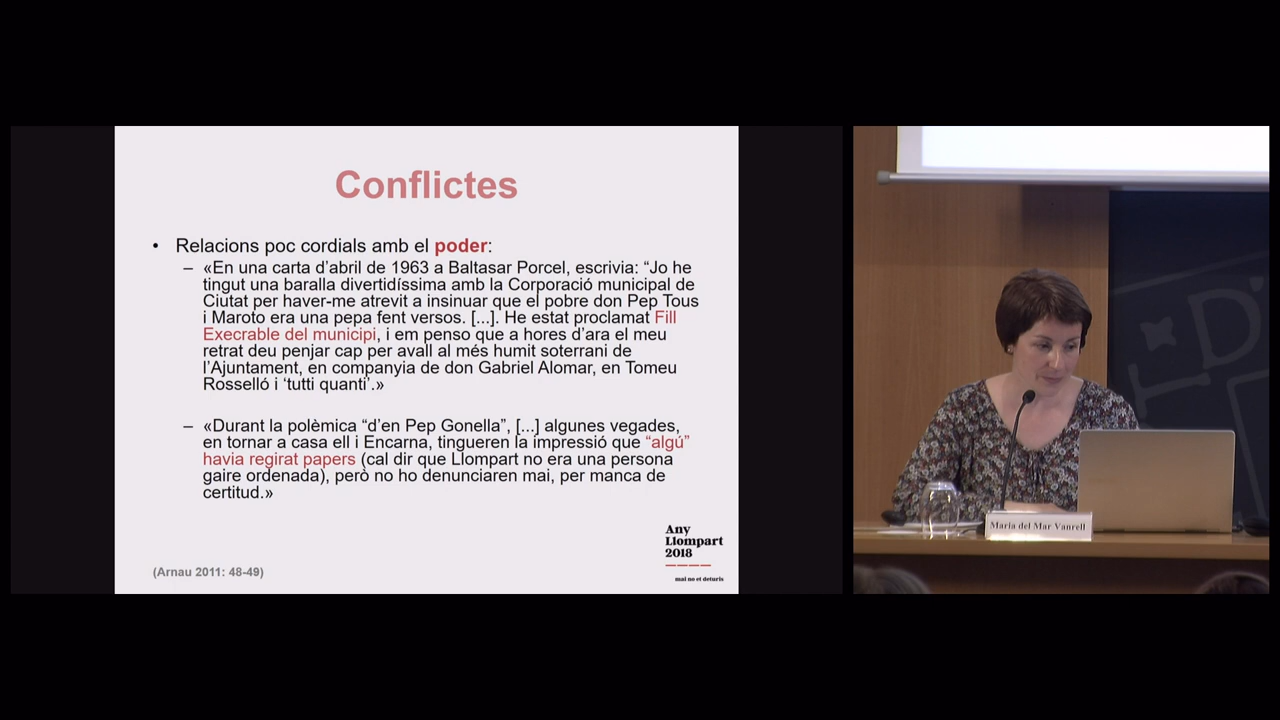 Conflictes
• Relacions poc cordials amb el poder:
– «En una carta d’abril de 1963 a Baltasar Porcel, escrivia: “Jo he
tingut una baralla divertidíssima amb la Corporació municipal de
Ciutat per haver-me atrevit a insinuar que el pobre don Pep Tous
i Maroto era una pepa fent versos. [...]. He estat proclamat Fill
Execrable del municipi, i em penso que a hores d’ara el meu
retrat deu penjar cap per avall al més humit soterrani de
l’Ajuntament, en companyia de don Gabriel Alomar, en Tomeu
Rosselló i ‘tutti quanti’.»
– «Durant la polèmica “d’en Pep Gonella”, [...] algunes vegades,
en tornar a casa ell i Encarna, tingueren la impressió que “algú”
havia regirat papers (cal dir que Llompart no era una persona
gaire ordenada), però no ho denunciaren mai, per manca de
certitud.»
(Arnau 2011: 48-49)
Any
Llompart
2018
mai no et deturis
Maria del Mar Vanrell
D'